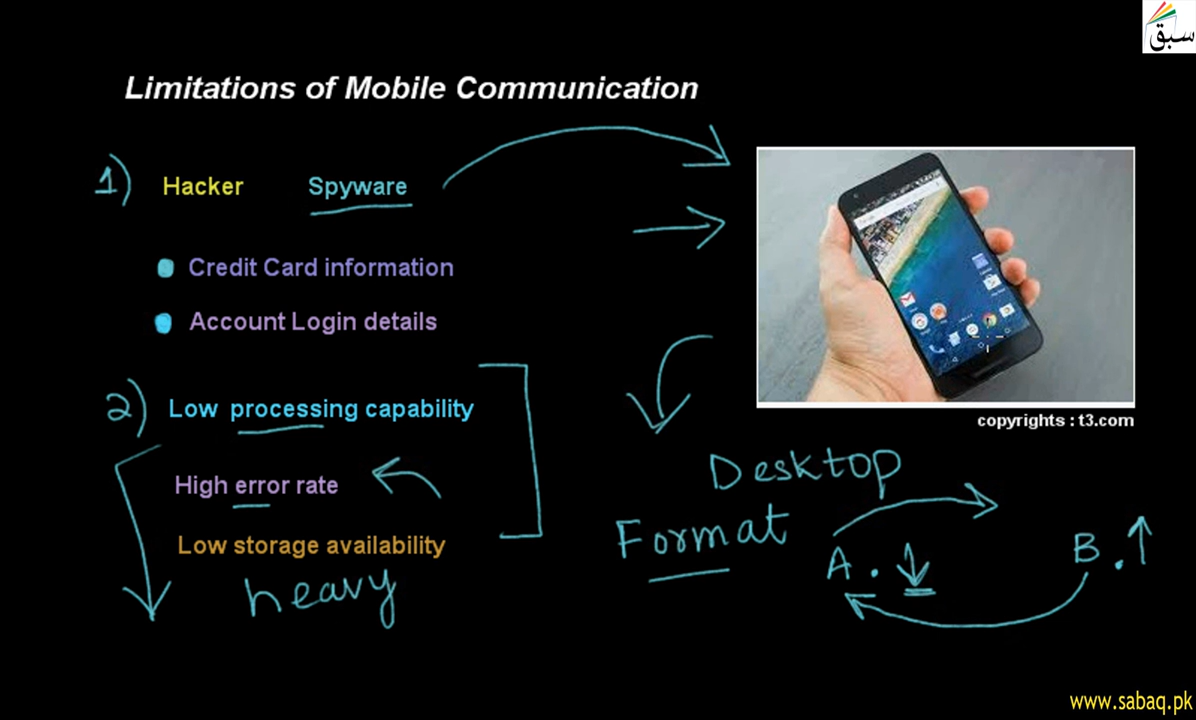 سبق
Limitations of Mobile Communication
1) Hacker Spyware
Credit Card information
Account Login details
2) Low processing capability
High error rate
Low storage availability
heavy
copyrights : t3.com
Desktop
Format
A . B .
www.sabaq.pk